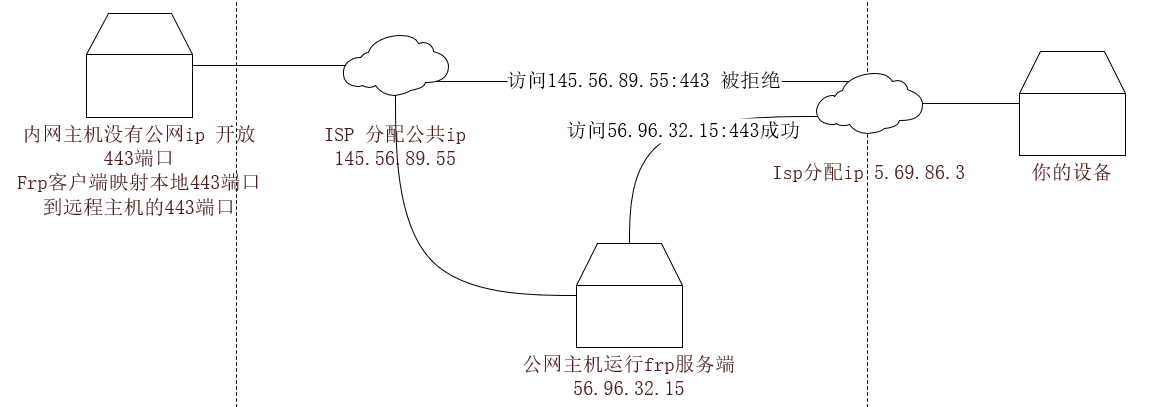 访问145.56.89.55:443 被拒绝
内网主机没有公网ip 开放
443端口
Frp客户端映射本地443端口
到远程主机的443端口
ISP 分配公共ip
145.56.89.55
访问56.96.32.15:443成功
Isp分配ip 5.69.86.3
你的设备
公网主机运行frp服务端
56.96.32.15